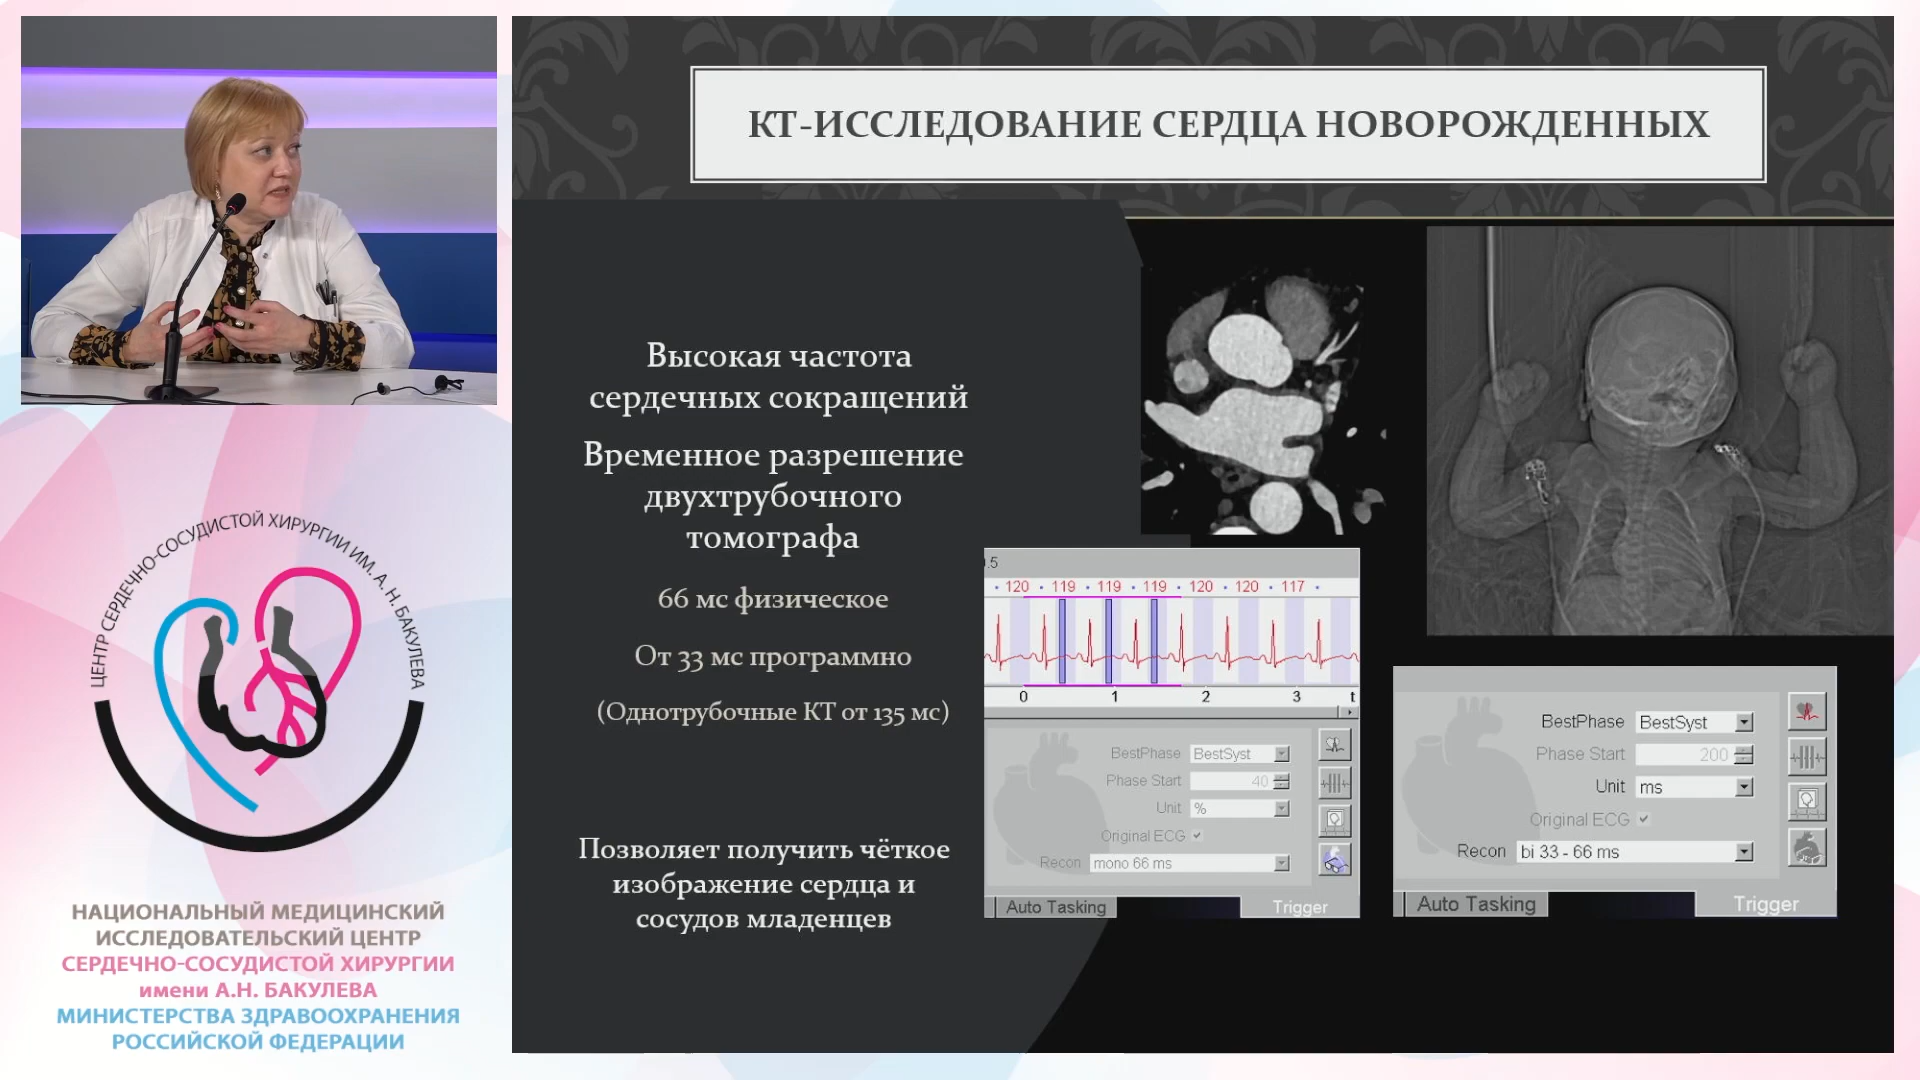 КТ-ИССЛЕДОВАНИЕ СЕРДЦА НОВОРОЖДЕННЫХ
Высокая частота
сердечных сокращений
Временное разрешение
двухтрубочного
томографа
66 мс физическое
От 33 мс программно
(Однотрубочные КТ от 135 мс)
Позволяет получить чёткое
изображение сердца и
сосудов младенцев
.5
120 · 119 · 119 · 119 · 120 · 120 · 117 ·
0 1 2 3 t
BestPhase BestSyst
Phase Start 40
Unit %
Original ECG
Recon mono 66 ms
Auto Tasking Trigger
BestPhase BestSyst
Phase Start 200
Unit ms
Original ECG
Recon bi 33 - 66 ms
Auto Tasking Trigger
ЦЕНТР СЕРДЕЧНО-СОСУДИСТОЙ ХИРУРГИИ ИМ. А. Н. БАКУЛЕВА
НАЦИОНАЛЬНЫЙ МЕДИЦИНСКИЙ
ИССЛЕДОВАТЕЛЬСКИЙ ЦЕНТР
СЕРДЕЧНО-СОСУДИСТОЙ ХИРУРГИИ
имени А.Н. БАКУЛЕВА
МИНИСТЕРСТВА ЗДРАВООХРАНЕНИЯ
РОССИЙСКОЙ ФЕДЕРАЦИИ